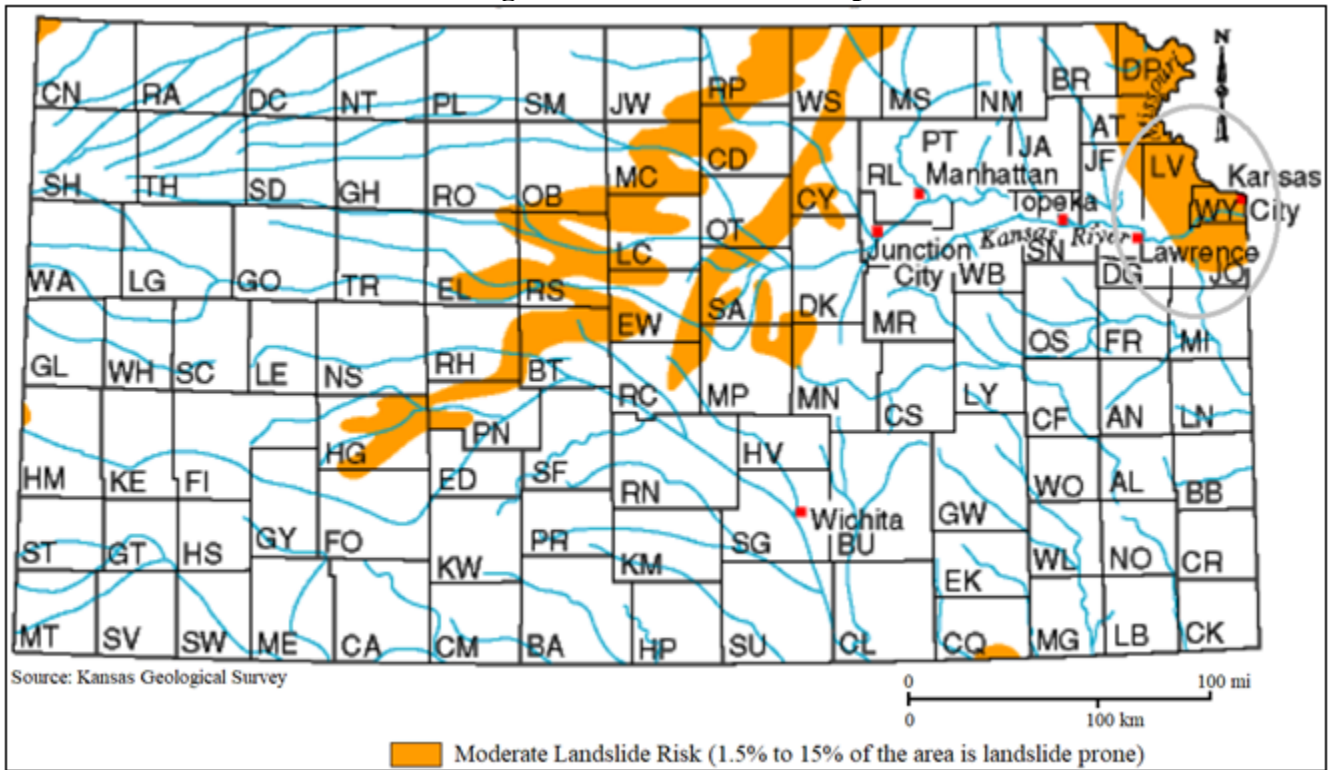 N
CN RA DC NT PL SM JW RP WS MS NM BR DP
Missouri
SH TH SD GH RO OB MC CD CY RL PT JA AT JF LV
Manhattan
Kansas
City
WY
Topeka
OT LC
Junction
City
Kansas River
Lawrence
WA LG GO TR EL RS SA DK WB SN DG JO
EW MR
GL WH SC LE NS RH BT RC MP MN CS LY OS FR MI
HG PN CF AN LN
HM KE FI ED SF RN HV WO AL BB
Wichita
ST GT HS GY FO PR KM SG BU GW WL NO CR
KW EK
MT SV SW ME CA CM BA HP SU CL CQ MG LB CK
Source: Kansas Geological Survey
0 100 mi
0 100 km
Moderate Landslide Risk (1.5% to 15% of the area is landslide prone)